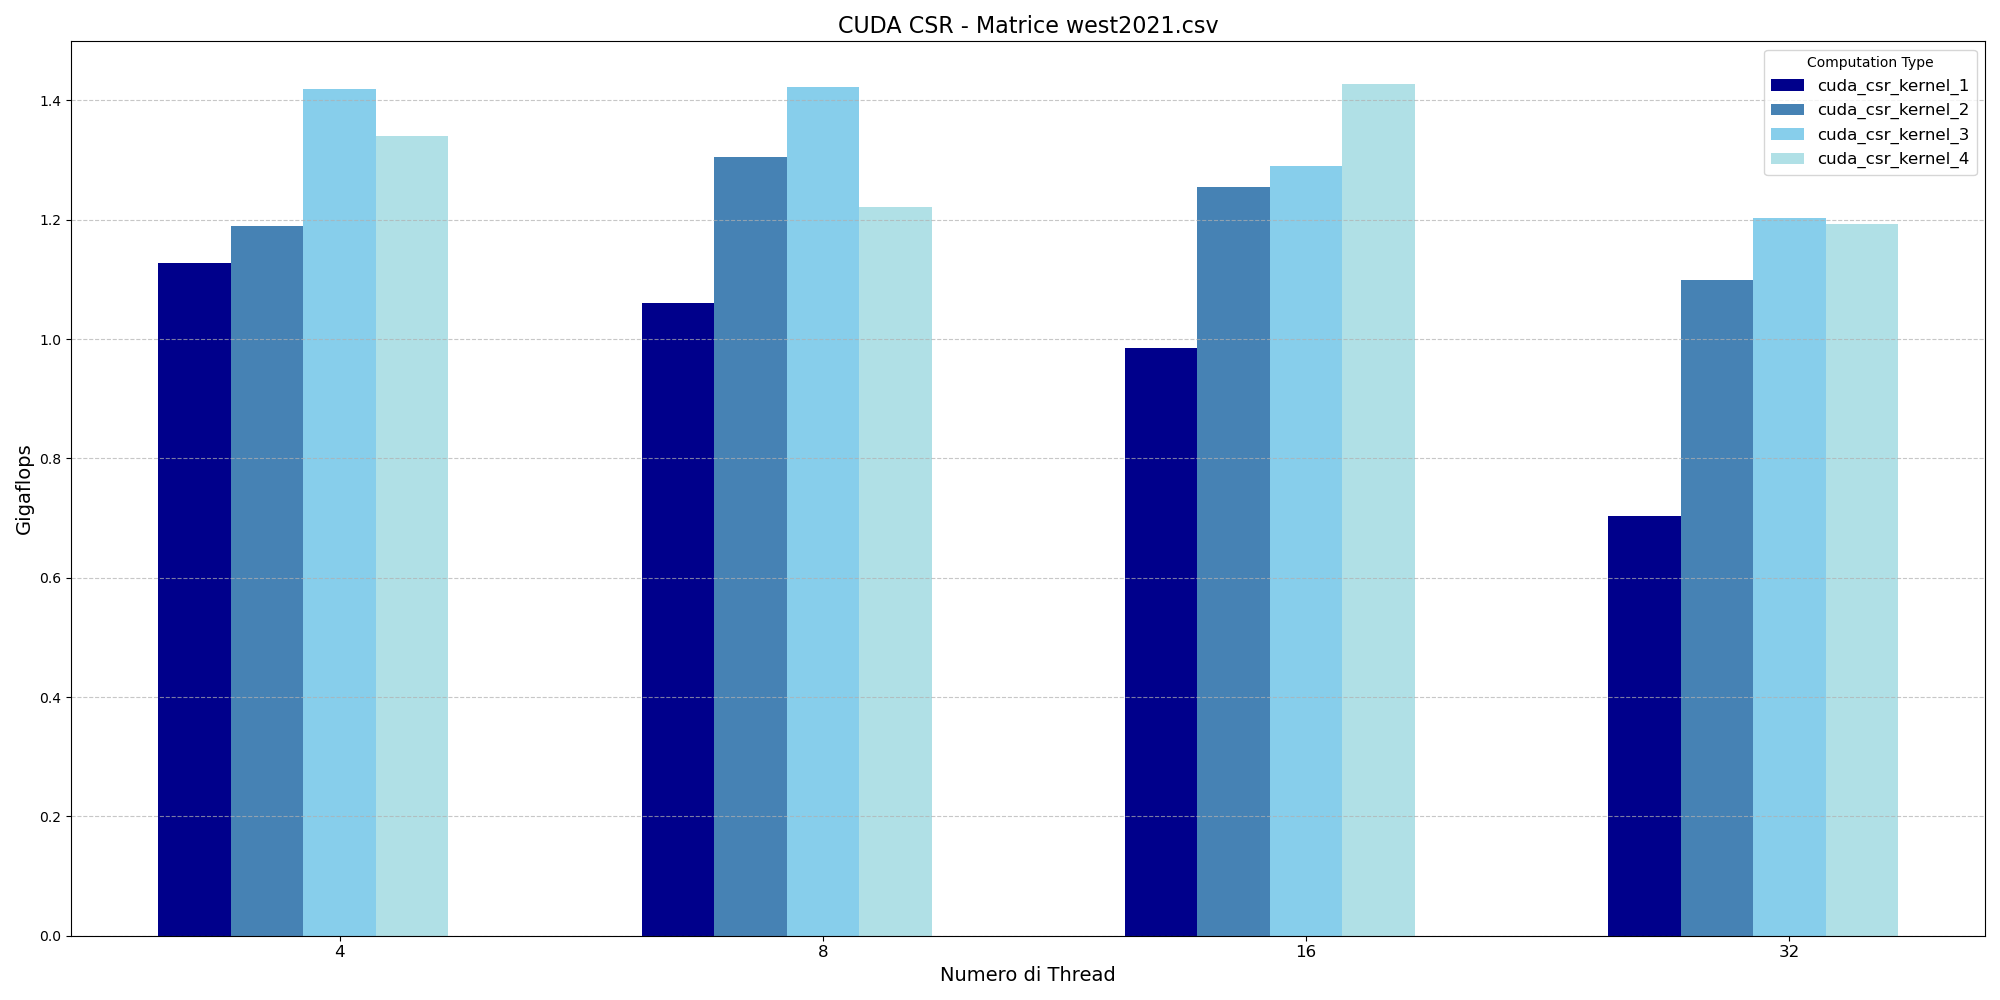 CUDA CSR - Matrice west2021.csv
Computation Type
cuda_csr_kernel_1
cuda_csr_kernel_2
cuda_csr_kernel_3
cuda_csr_kernel_4
Gigaflops
1.4
1.2
1.0
0.8
0.6
0.4
0.2
0.0
4 8 16 32
Numero di Thread